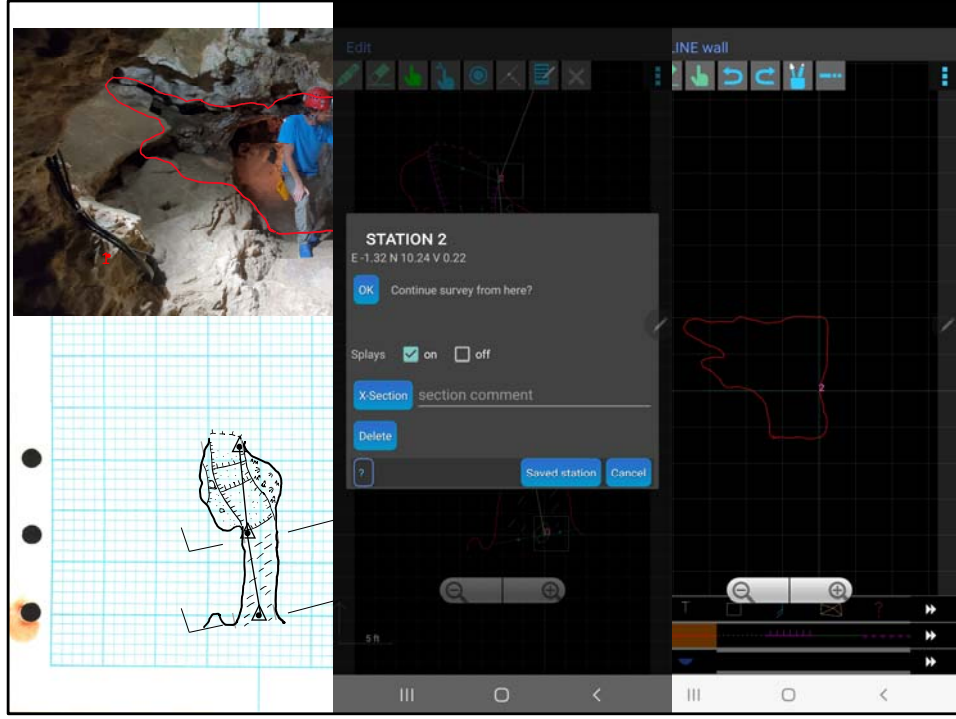 ?
Edit
STATION 2
E -1.32 N 10.24 V 0.22
OK Continue survey from here?
Splays on off
X-Section section comment
Delete
? Saved station Cancel
5 ft
LINE wall
2
T ?